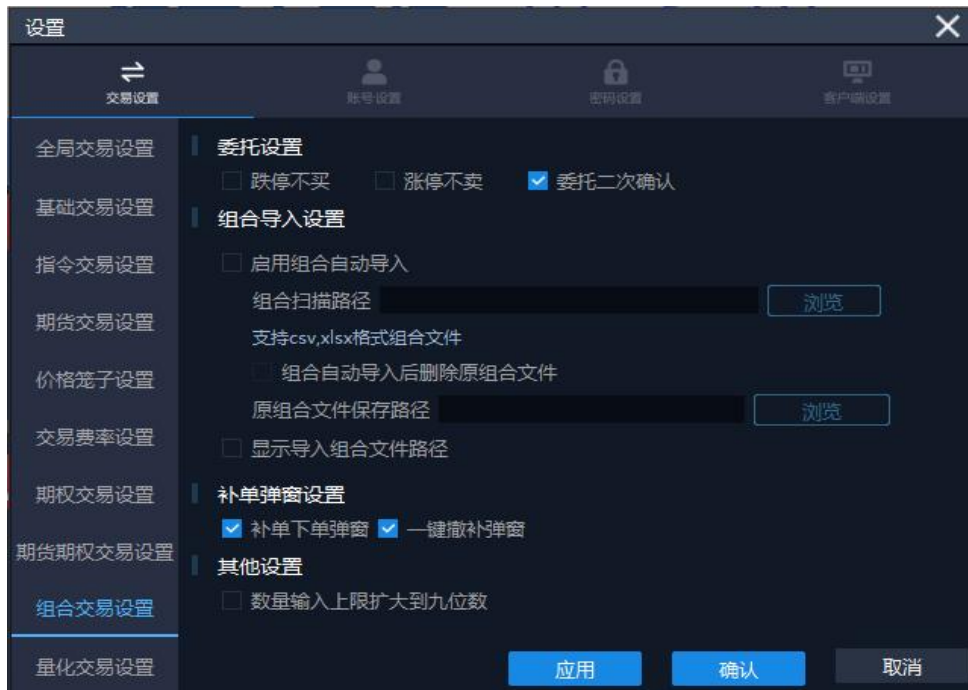 设置
交易设置 账号设置 密码设置 客户端设置
全局交易设置
基础交易设置
指令交易设置
期货交易设置
价格笼子设置
交易费率设置
期权交易设置
期货期权交易设置
组合交易设置
量化交易设置
委托设置
跌停不买 涨停不卖 委托二次确认
组合导入设置
启用组合自动导入
组合扫描路径 浏览
支持csv,xlsx格式组合文件
组合自动导入后删除原组合文件
原组合文件保存路径 浏览
显示导入组合文件路径
补单弹窗设置
补单下单弹窗 一键撤补弹窗
其他设置
数量输入上限扩大到九位数
应用 确认 取消